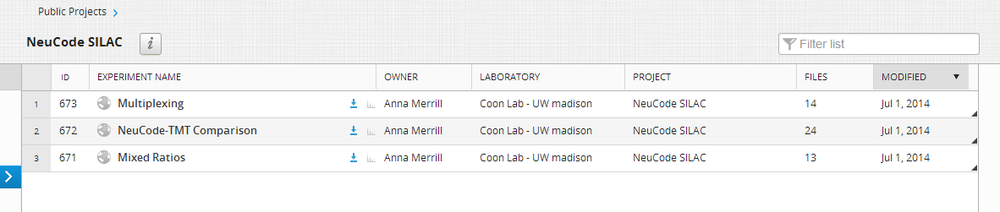 Public Projects
NeuCode SILAC i Filter list
ID EXPERIMENT NAME OWNER LABORATORY PROJECT FILES MODIFIED
1 673 Multiplexing Anna Merrill Coon Lab - UW madison NeuCode SILAC 14 Jul 1, 2014
2 672 NeuCode-TMT Comparison Anna Merrill Coon Lab - UW madison NeuCode SILAC 24 Jul 1, 2014
3 671 Mixed Ratios Anna Merrill Coon Lab - UW madison NeuCode SILAC 13 Jul 1, 2014